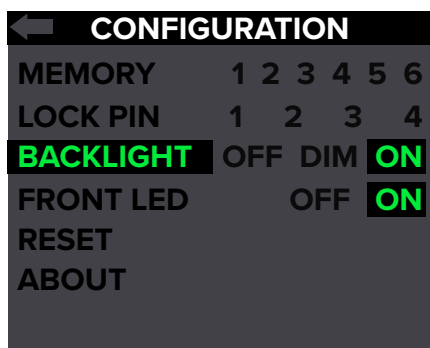 CONFIGURATION
MEMORY 1 2 3 4 5 6
LOCK PIN 1 2 3 4
BACKLIGHT OFF DIM ON
FRONT LED OFF ON
RESET
ABOUT